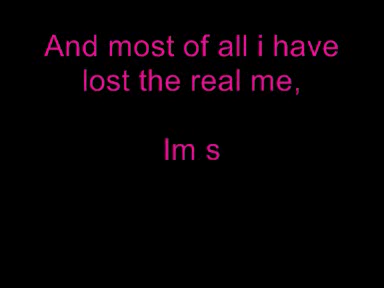 And most of all i have
lost the real me,
Im s